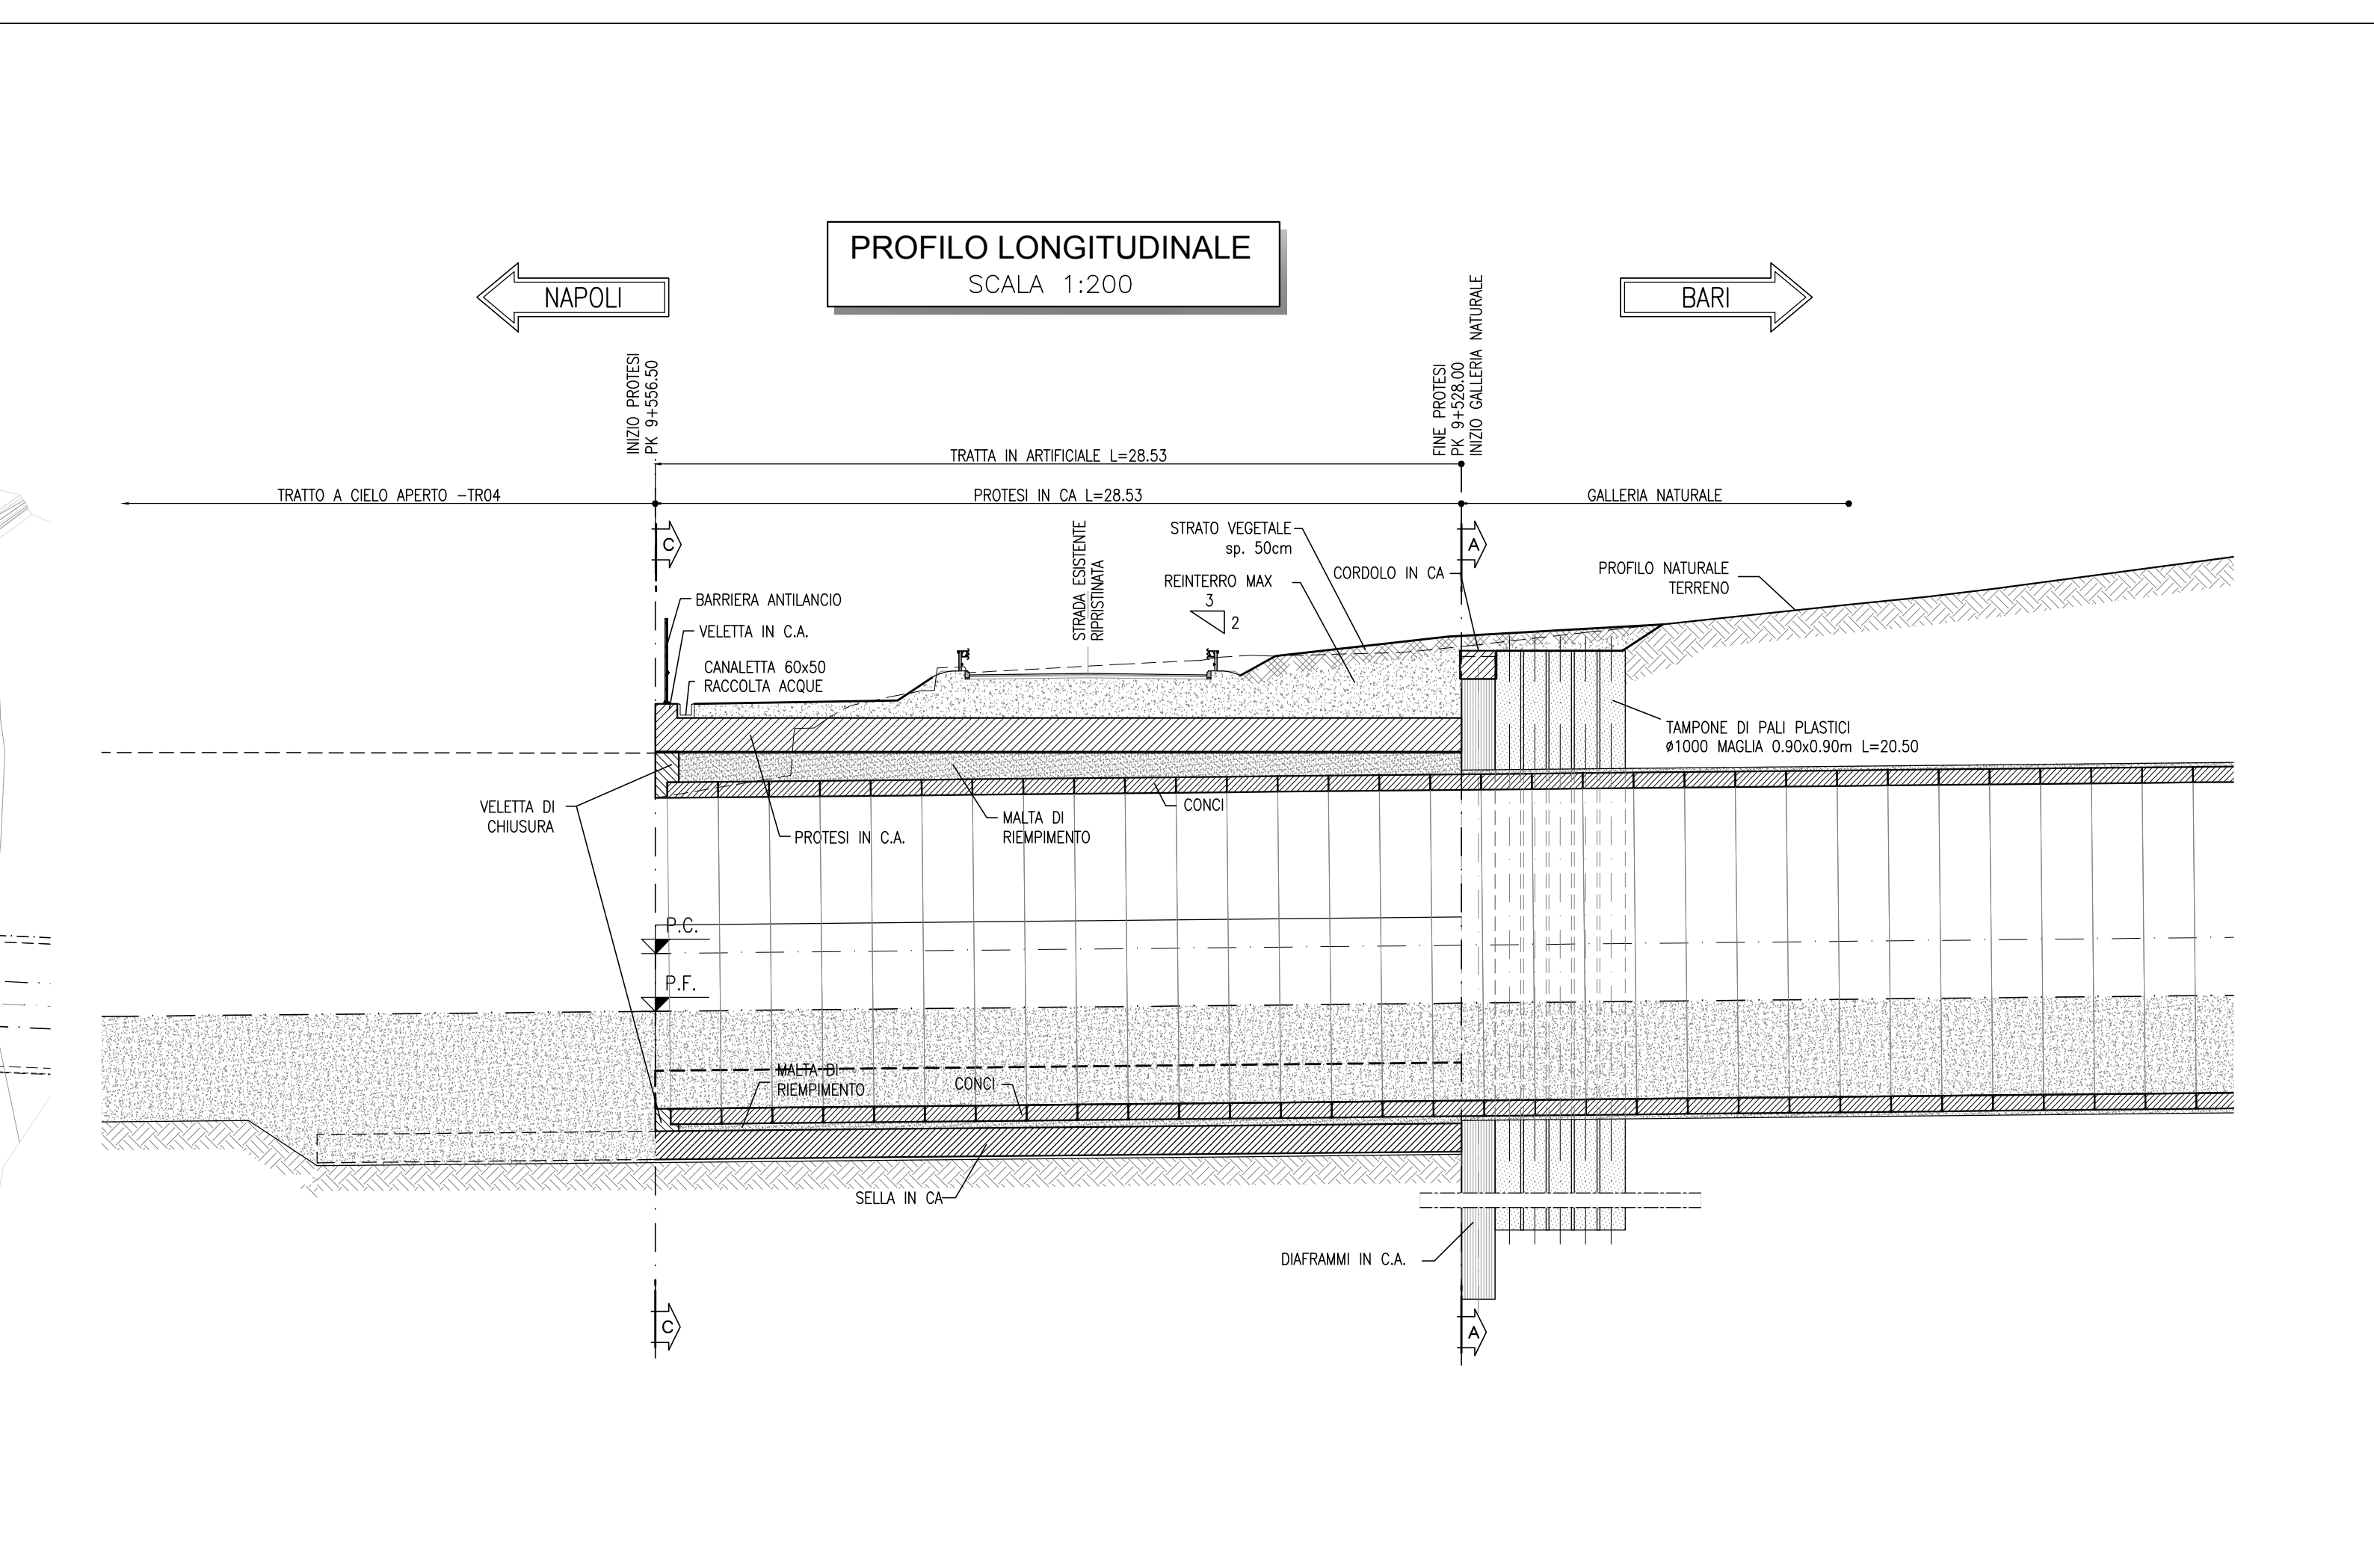 PROFILO LONGITUDINALE
SCALA 1:200
NAPOLI
BARI
INIZIO PROTESI
PK 9+556.50
FINE PROTESI
PK 9+528.00
INIZIO GALLERIA NATURALE
TRATTA IN ARTIFICIALE L=28.53
TRATTO A CIELO APERTO -TR04
PROTESI IN CA L=28.53
GALLERIA NATURALE
C
A
STRADA ESISTENTE
RIPRISTINATA
STRATO VEGETALE
sp. 50cm
REINTERRO MAX
3
2
CORDOLO IN CA
PROFILO NATURALE
TERRENO
BARRIERA ANTILANCIO
VELETTA IN C.A.
CANALETTA 60x50
RACCOLTA ACQUE
TAMPONE DI PALI PLASTICI
ø1000 MAGLIA 0.90x0.90m L=20.50
VELETTA DI
CHIUSURA
CONCI
MALTA DI
RIEMPIMENTO
PROTESI IN C.A.
P.C.
P.F.
MALTA DI
RIEMPIMENTO
CONCI
SELLA IN CA
DIAFRAMMI IN C.A.
C
A